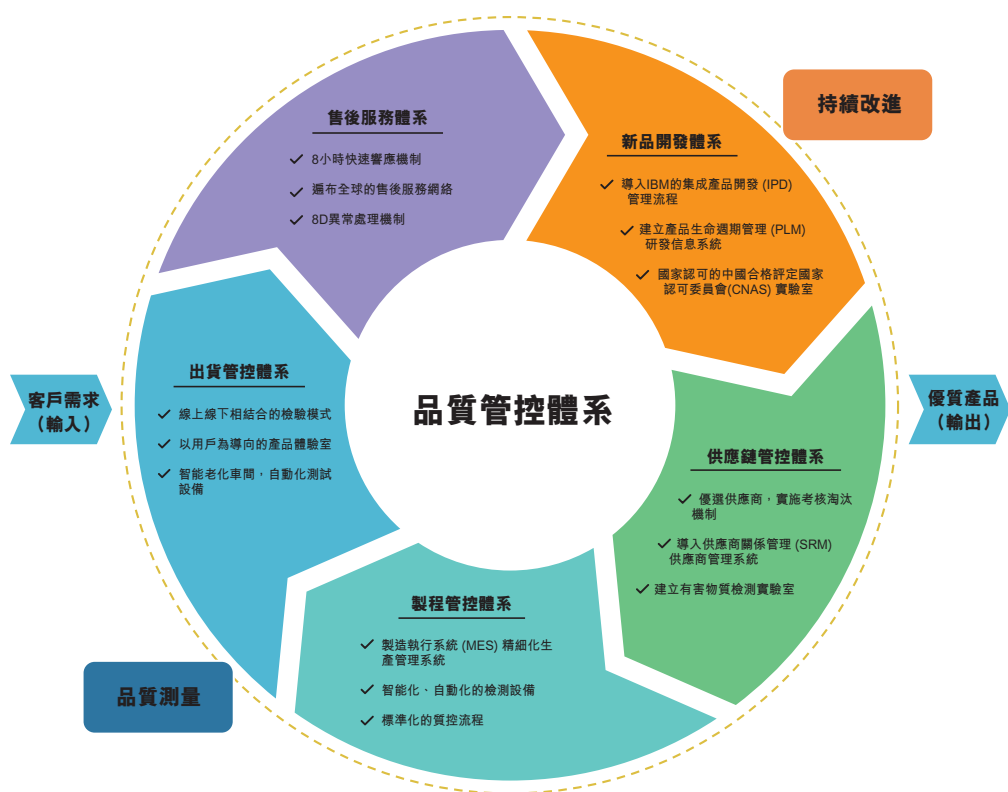 持續改進
售後服務體系
8小時快速響應機制
遍布全球的售後服務網絡
8D異常處理機制
新品開發體系
導入IBM的集成產品開發 (IPD)
管理流程
建立產品生命週期管理 (PLM)
研發信息系統
國家認可的中國合格評定國家
認可委員會(CNAS) 實驗室
客戶需求
（輸入）
出貨管控體系
線上線下相結合的檢驗模式
以用戶為導向的產品體驗室
智能老化車間，自動化測試
設備
品質管控體系
優質產品
（輸出）
供應鏈管控體系
優選供應商，實施考核淘汰
機制
導入供應商關係管理 (SRM)
供應商管理系統
建立有害物質檢測實驗室
製程管控體系
製造執行系統 (MES) 精細化生
產管理系統
智能化、自動化的檢測設備
標準化的質控流程
品質測量